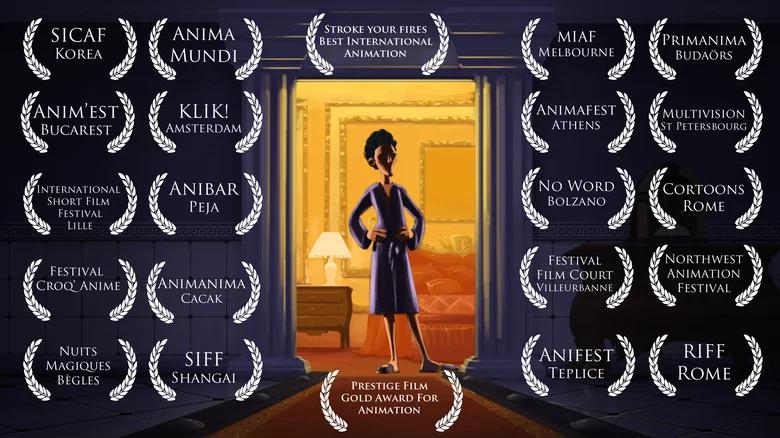 SICAF
Korea
Anima
Mundi
Stroke your fires
Best International
Animation
MIAF
Melbourne
Primanima
Budaörs
Anim'est
Bucarest
KLIK!
Amsterdam
Animafest
Athens
Multivision
St Petersbourg
International
Short Film
Festival
Lille
Anibar
Peja
No Word
Bolzano
Cortoons
Rome
Festival
Croq' Anime
Animanima
Cacak
Festival
Film Court
Villeurbanne
Northwest
Animation
Festival
Nuits
Magiques
Bègles
SIFF
Shangai
Anifest
Teplice
RIFF
Rome
Prestige Film
Gold Award For
Animation